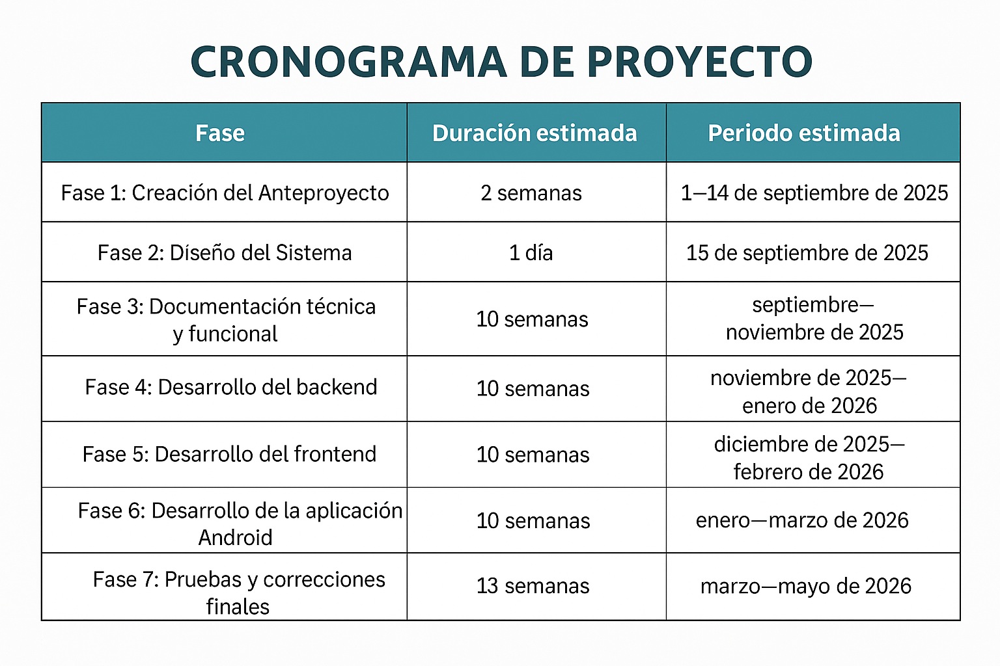 CRONOGRAMA DE PROYECTO
Fase Duración estimada Periodo estimada
Fase 1: Creación del Anteproyecto 2 semanas 1–14 de septiembre de 2025
Fase 2: Diseño del Sistema 1 día 15 de septiembre de 2025
Fase 3: Documentación técnica
y funcional
10 semanas
septiembre–
noviembre de 2025
Fase 4: Desarrollo del backend
10 semanas
noviembre de 2025–
enero de 2026
Fase 5: Desarrollo del frontend
10 semanas
diciembre de 2025–
febrero de 2026
Fase 6: Desarrollo de la aplicación
Android
10 semanas
enero–marzo de 2026
Fase 7: Pruebas y correcciones
finales
13 semanas
marzo–mayo de 2026